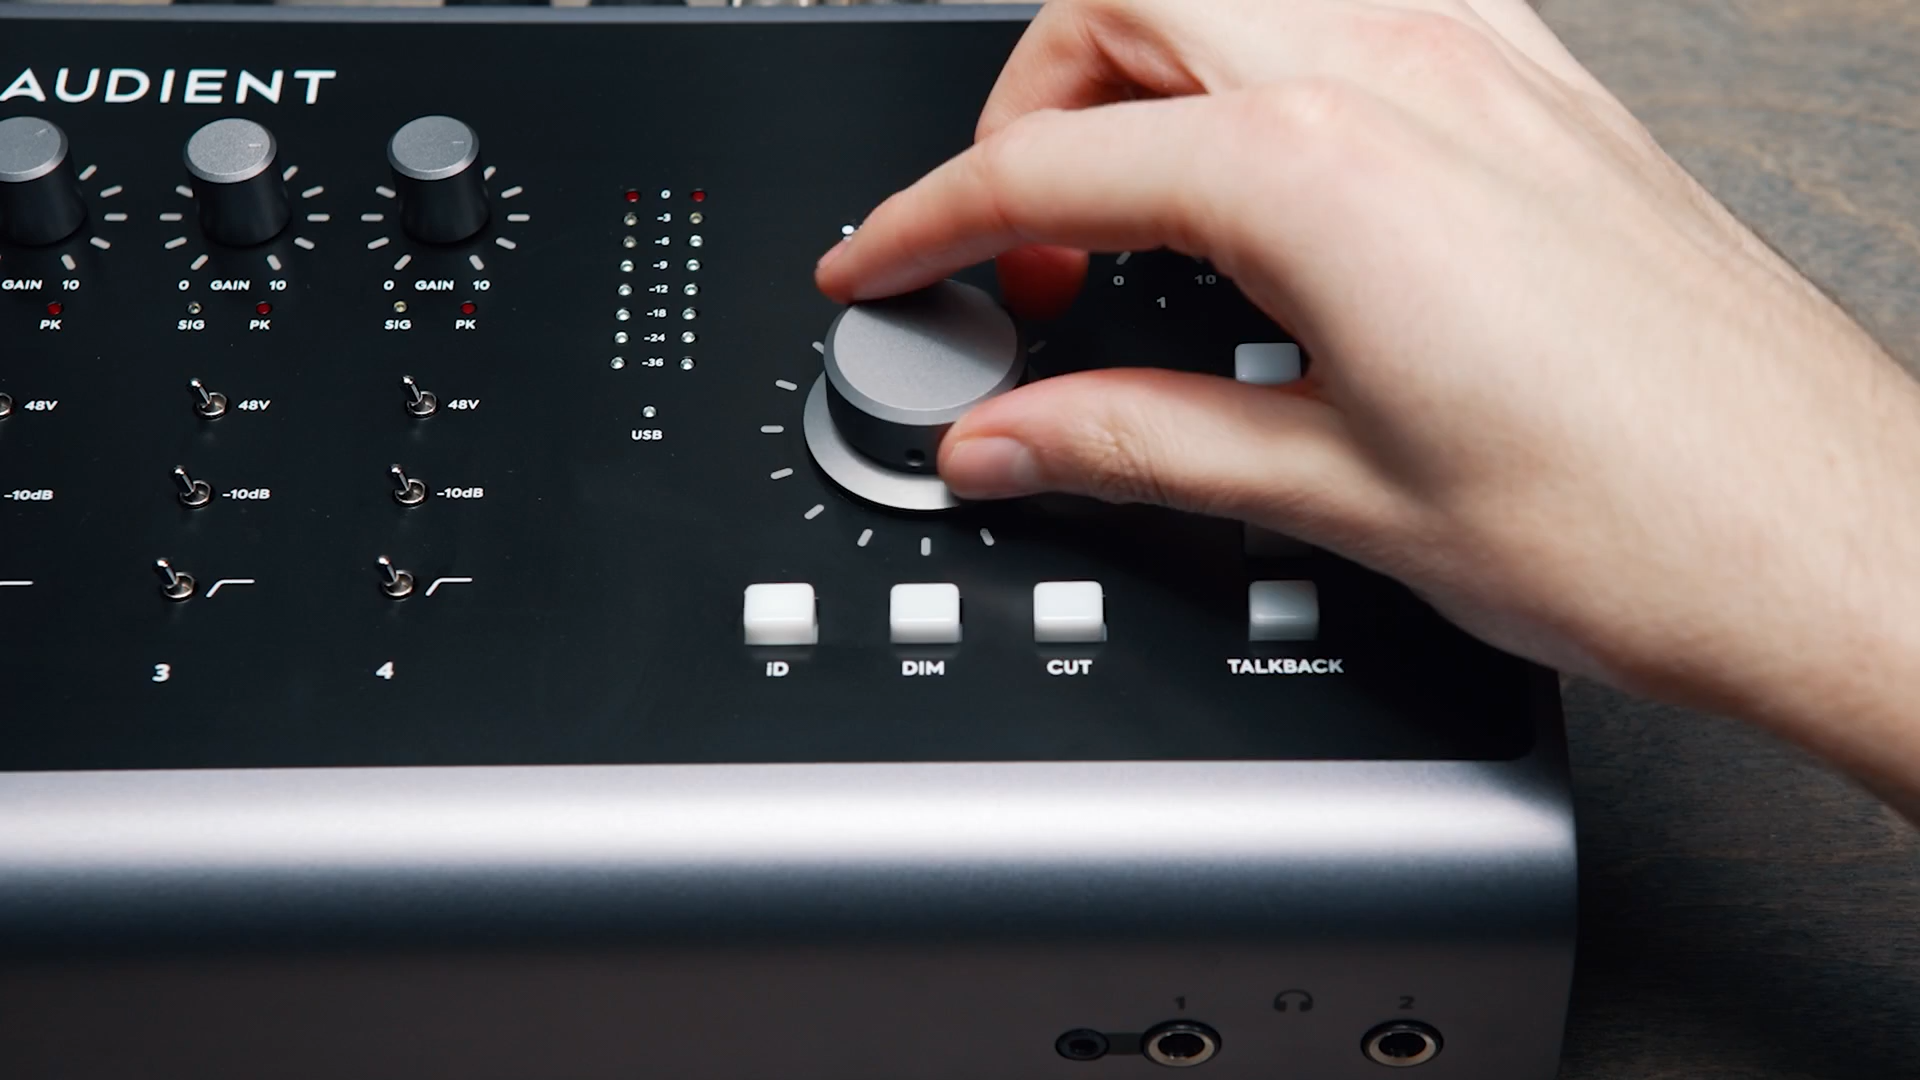 AUDIENT
0
-3
-6
-9
-12
-18
-24
-36
USB
GAIN 10
PK
0 GAIN 10
SIG PK
0 GAIN 10
SIG PK
0 10
1
48V
48V
48V
-10dB
-10dB
-10dB
3
4
iD
DIM
CUT
TALKBACK
1
2